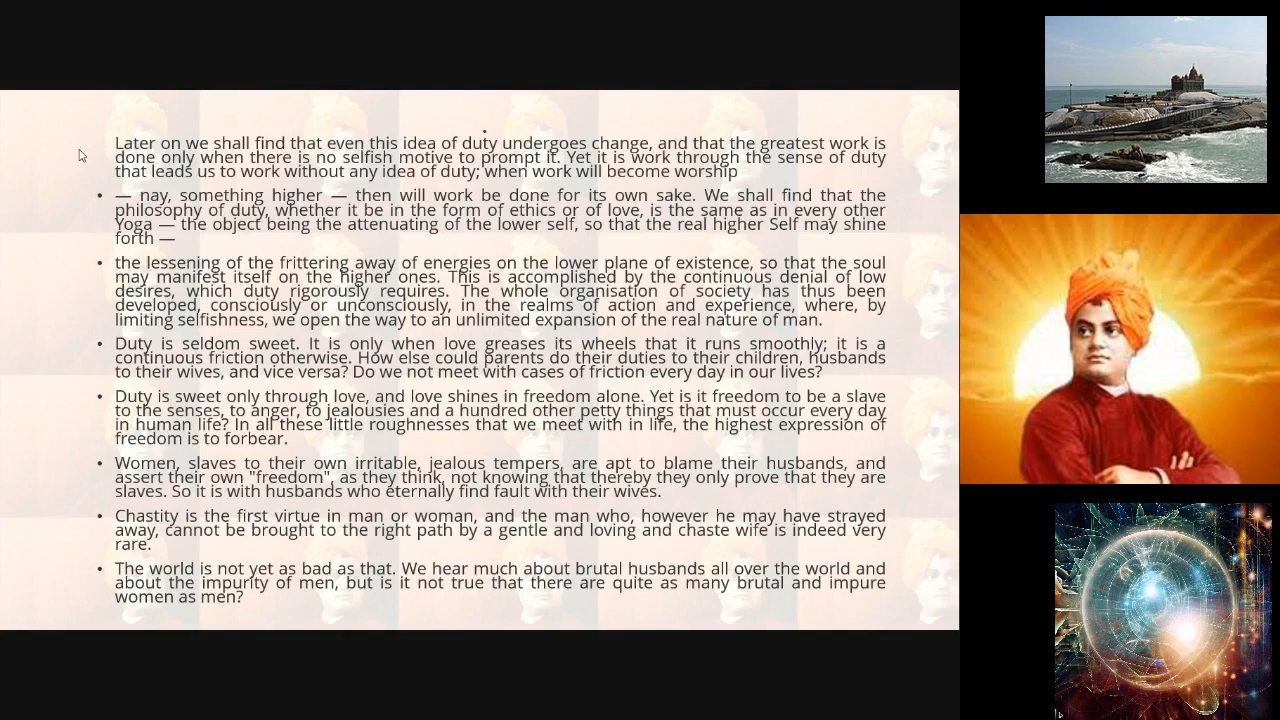 Later on we shall find that even this idea of duty undergoes change, and that the greatest work is
done only when there is no selfish motive to prompt it. Yet it is work through the sense of duty
that leads us to work without any idea of duty; when work will become worship
• — nay, something higher — then will work be done for its own sake. We shall find that the
philosophy of duty, whether it be in the form of ethics or of love, is the same as in every other
Yoga — the object being the attenuating of the lower self, so that the real higher Self may shine
forth —
• the lessening of the frittering away of energies on the lower plane of existence, so that the soul
may manifest itself on the higher ones. This is accomplished by the continuous denial of low
desires, which duty rigorously requires. The whole organisation of society has thus been
developed, consciously or unconsciously, in the realms of action and experience, where, by
limiting selfishness, we open the way to an unlimited expansion of the real nature of man.
• Duty is seldom sweet. It is only when love greases its wheels that it runs smoothly; it is a
continuous friction otherwise. How else could parents do their duties to their children, husbands
to their wives, and vice versa? Do we not meet with cases of friction every day in our lives?
• Duty is sweet only through love, and love shines in freedom alone. Yet is it freedom to be a slave
to the senses, to anger, to jealousies and a hundred other petty things that must occur every day
in human life? In all these little roughnesses that we meet with in life, the highest expression of
freedom is to forbear.
• Women, slaves to their own irritable, jealous tempers, are apt to blame their husbands, and
assert their own "freedom", as they think, not knowing that thereby they only prove that they are
slaves. So it is with husbands who eternally find fault with their wives.
• Chastity is the first virtue in man or woman, and the man who, however he may have strayed
away, cannot be brought to the right path by a gentle and loving and chaste wife is indeed very
rare.
• The world is not yet as bad as that. We hear much about brutal husbands all over the world and
about the impurity of men, but is it not true that there are quite as many brutal and impure
women as men?